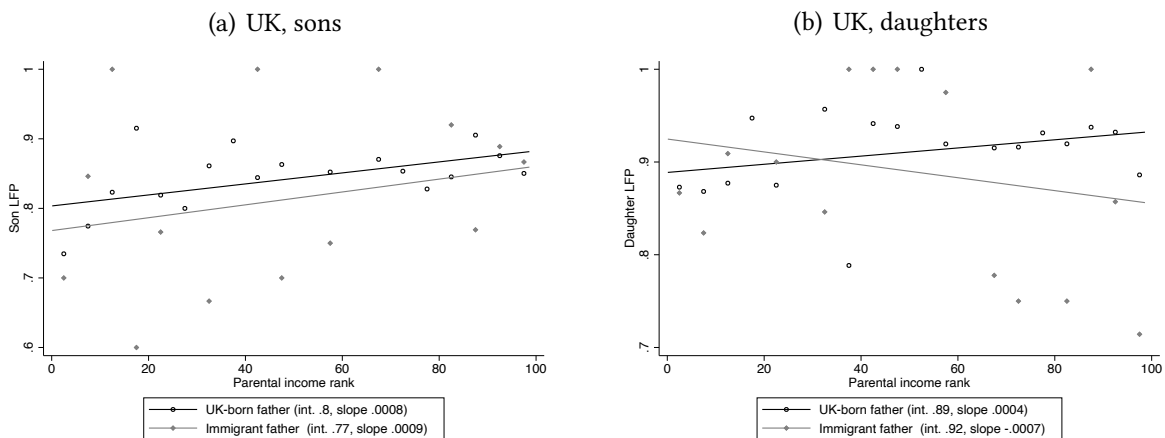 (a) UK, sons
Son LFP
1
.9
.8
.7
.6
0 20 40 60 80 100
Parental income rank
UK-born father (int. .8, slope .0008)
Immigrant father (int. .77, slope .0009)
(b) UK, daughters
Daughter LFP
1
.9
.8
.7
0 20 40 60 80 100
Parental income rank
UK-born father (int. .89, slope .0004)
Immigrant father (int. .92, slope -.0007)